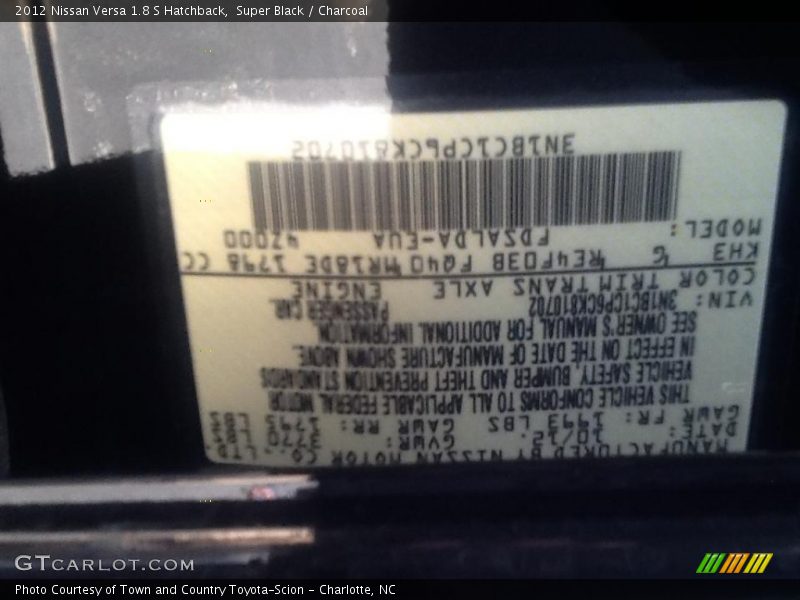 2012 Nissan Versa 1.8 S Hatchback, Super Black / Charcoal
MANUFACTURED BY NISSAN MOTOR CO., LTD.
DATE: 10/12. GVWR: 3770
GAWR FR: 1993 LBS GAWR RR: 1795
THIS VEHICLE CONFORMS TO ALL APPLICABLE FEDERAL MOTOR
VEHICLE SAFETY, BUMPER AND THEFT PREVENTION STANDARDS
IN EFFECT ON THE DATE OF MANUFACTURE SHOWN ABOVE.
SEE OWNER'S MANUAL FOR ADDITIONAL INFORMATION.
VIN: 3N1BC1CP6CK810702 PASSENGER CAR
COLOR TRIM TRANS AXLE ENGINE
KH3 G RE4F03B FQ40 MR18DE 1798 CC
MODEL: FDSALDA-EUA 47000
3N1BC1CP6CK810702
GTCARLOT.COM
Photo Courtesy of Town and Country Toyota-Scion - Charlotte, NC